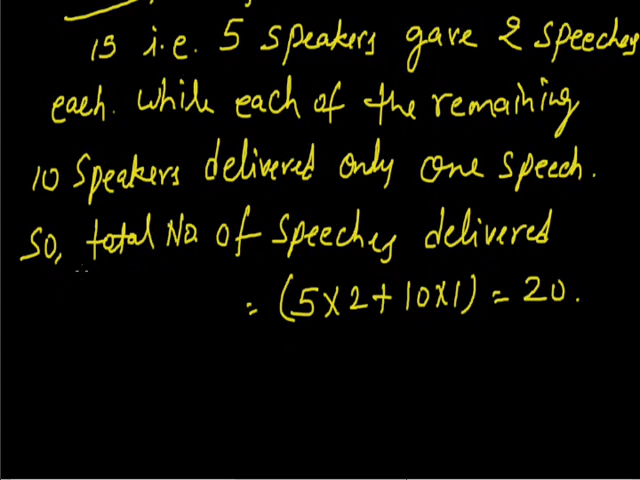 15 i.e. 5 speakers gave 2 speeches
each. While each of the remaining
10 speakers delivered only one speech.
So, total No of speeches delivered
= (5×2+10×1) = 20.